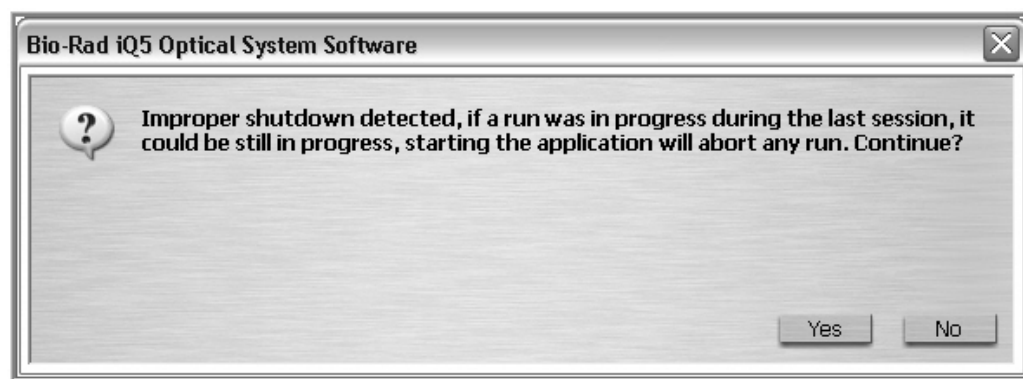 Bio-Rad iQ5 Optical System Software
Improper shutdown detected, if a run was in progress during the last session, it
could be still in progress, starting the application will abort any run. Continue?
Yes No